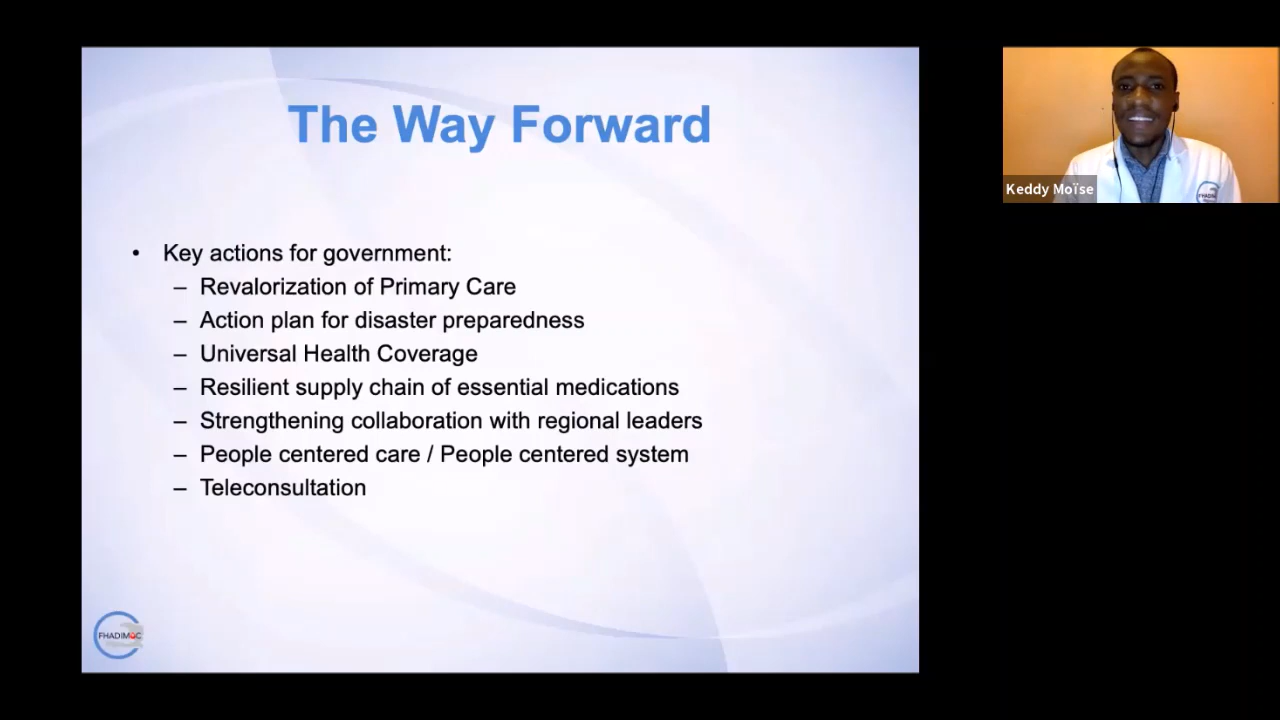 The Way Forward
• Key actions for government:
– Revalorization of Primary Care
– Action plan for disaster preparedness
– Universal Health Coverage
– Resilient supply chain of essential medications
– Strengthening collaboration with regional leaders
– People centered care / People centered system
– Teleconsultation
FHADIMAC
Keddy Moïse